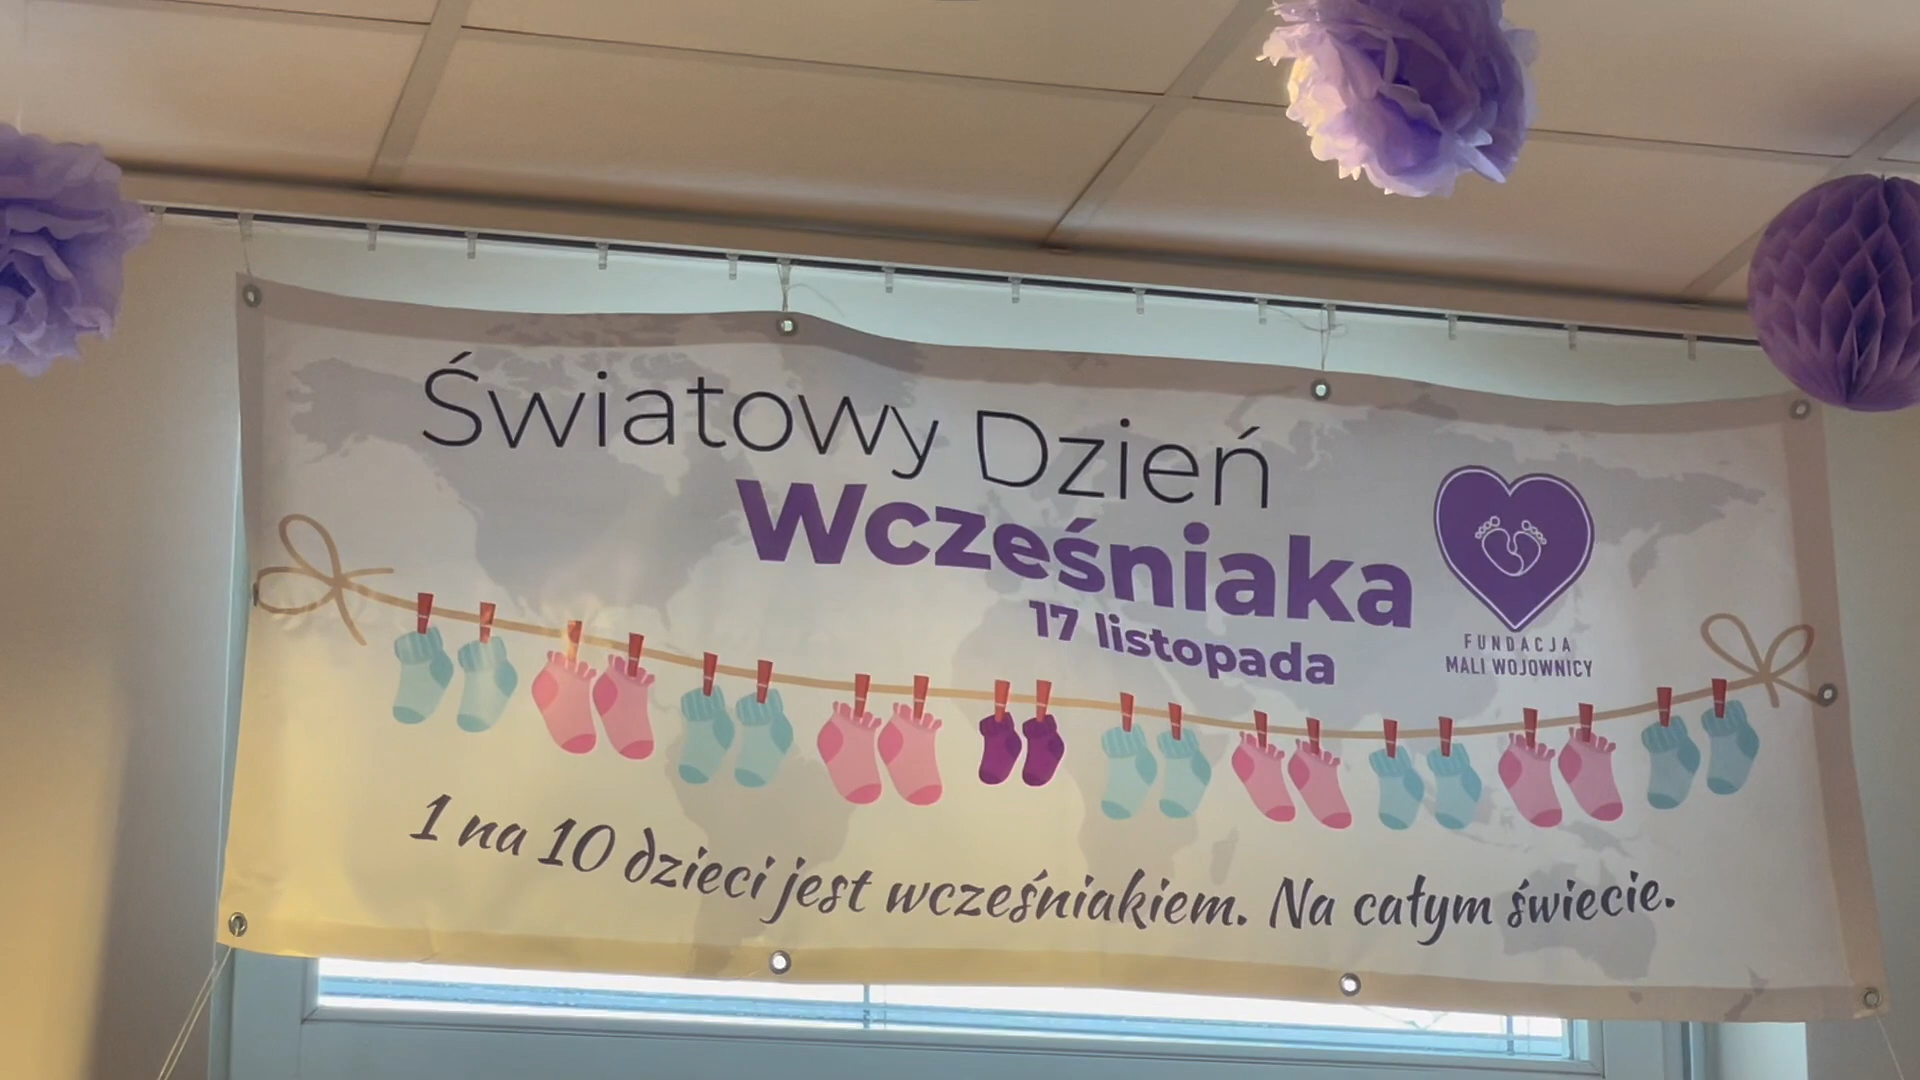 Światowy Dzień
Wcześniaka
17 listopada
FUNDACJA
MALI WOJOWNICY
1 na 10 dzieci jest wcześniakiem. Na całym świecie.